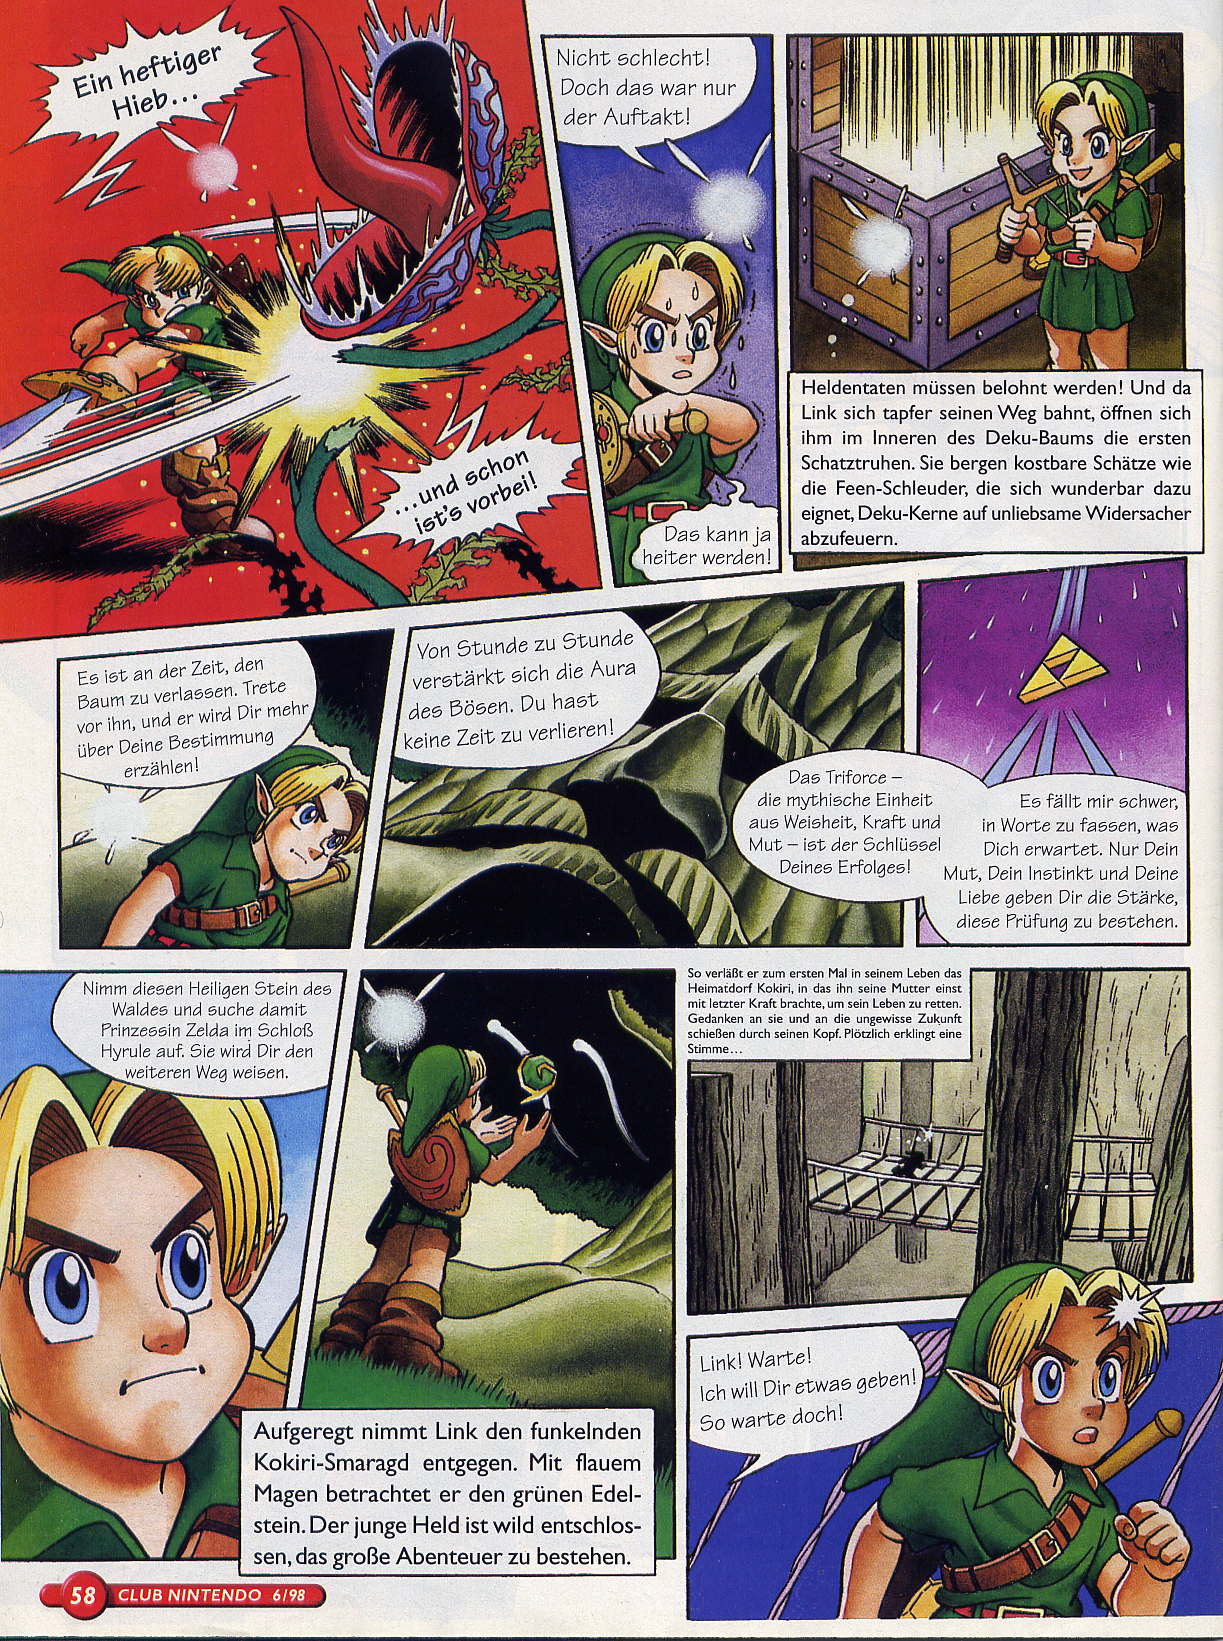 Ein heftiger
Hieb...
...und schon
ist's vorbei!
Nicht schlecht!
Doch das war nur
der Auftakt!
Das kann ja
heiter werden!
Heldentaten müssen belohnt werden! Und da
Link sich tapfer seinen Weg bahnt, öffnen sich
ihm im Inneren des Deku-Baums die ersten
Schatztruhen. Sie bergen kostbare Schätze wie
die Feen-Schleuder, die sich wunderbar dazu
eignet, Deku-Kerne auf unliebsame Widersacher
abzufeuern.
Es ist an der Zeit, den
Baum zu verlassen. Trete
vor ihn, und er wird Dir mehr
über Deine Bestimmung
erzählen!
Von Stunde zu Stunde
verstärkt sich die Aura
des Bösen. Du hast
keine Zeit zu verlieren!
Das Triforce –
die mythische Einheit
aus Weisheit, Kraft und
Mut – ist der Schlüssel
Deines Erfolges!
Es fällt mir schwer,
in Worte zu fassen, was
Dich erwartet. Nur Dein
Mut, Dein Instinkt und Deine
Liebe geben Dir die Stärke,
diese Prüfung zu bestehen.
Nimm diesen Heiligen Stein des
Waldes und suche damit
Prinzessin Zelda im Schloß
Hyrule auf. Sie wird Dir den
weiteren Weg weisen.
Aufgeregt nimmt Link den funkelnden
Kokiri-Smaragd entgegen. Mit flauem
Magen betrachtet er den grünen Edel-
stein. Der junge Held ist wild entschlos-
sen, das große Abenteuer zu bestehen.
So verläßt er zum ersten Mal in seinem Leben das
Heimatdorf Kokiri, in das ihn seine Mutter einst
mit letzter Kraft brachte, um sein Leben zu retten.
Gedanken an sie und an die ungewisse Zukunft
schießen durch seinen Kopf. Plötzlich erklingt eine
Stimme...
Link! Warte!
Ich will Dir etwas geben!
So warte doch!
58 CLUB NINTENDO 6/98